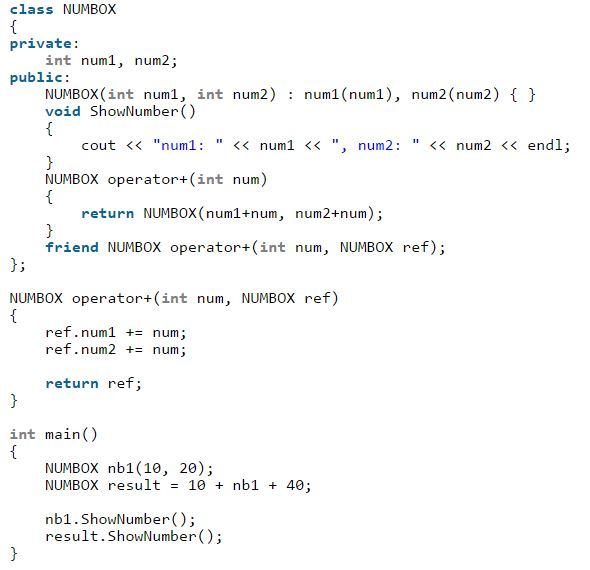 class NUMBOX
{
private:
    int num1, num2;
public:
    NUMBOX(int num1, int num2) : num1(num1), num2(num2) { }
    void ShowNumber()
    {
        cout << "num1: " << num1 << ", num2: " << num2 << endl;
    }
    NUMBOX operator+(int num)
    {
        return NUMBOX(num1+num, num2+num);
    }
    friend NUMBOX operator+(int num, NUMBOX ref);
};

NUMBOX operator+(int num, NUMBOX ref)
{
    ref.num1 += num;
    ref.num2 += num;

    return ref;
}

int main()
{
    NUMBOX nb1(10, 20);
    NUMBOX result = 10 + nb1 + 40;

    nb1.ShowNumber();
    result.ShowNumber();
}